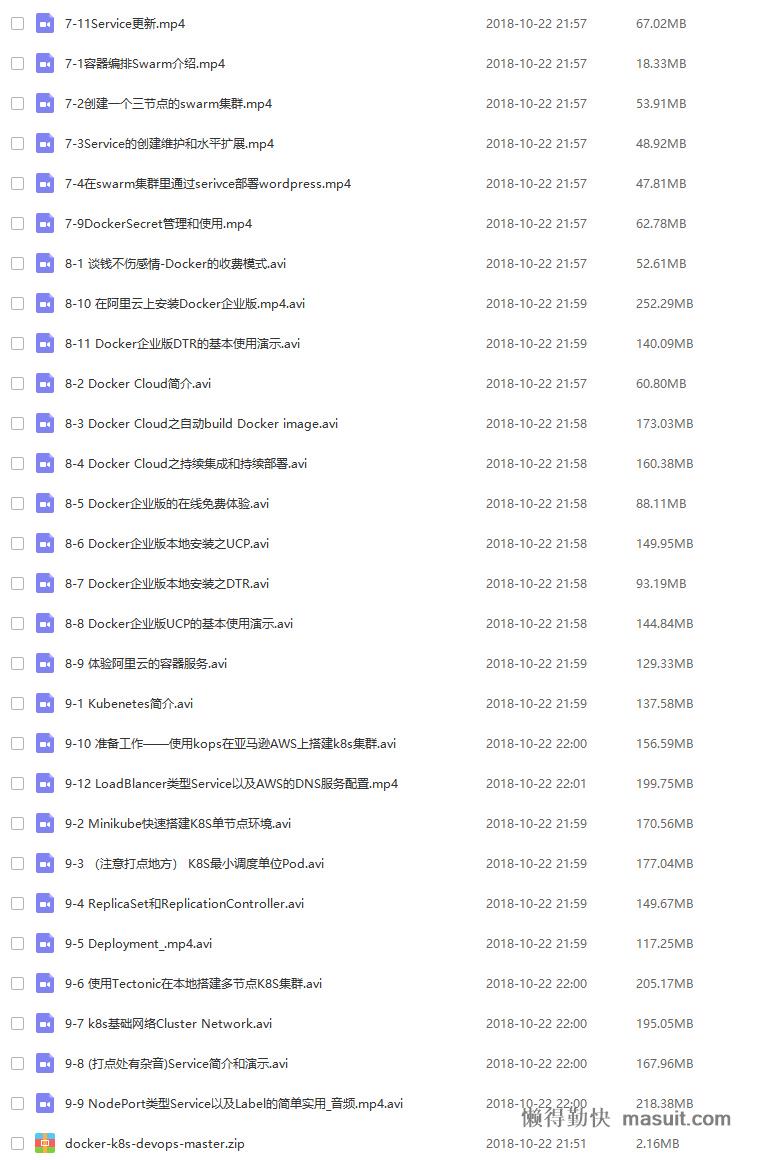 7-11Service更新.mp4 2018-10-22 21:57 67.02MB
7-1容器编排Swarm介绍.mp4 2018-10-22 21:57 18.33MB
7-2创建一个三节点的swarm集群.mp4 2018-10-22 21:57 53.91MB
7-3Service的创建维护和水平扩展.mp4 2018-10-22 21:57 48.92MB
7-4在swarm集群里通过serivce部署wordpress.mp4 2018-10-22 21:57 47.81MB
7-9DockerSecret管理和使用.mp4 2018-10-22 21:57 62.78MB
8-1 谈钱不伤感情-Docker的收费模式.avi 2018-10-22 21:57 52.61MB
8-10 在阿里云上安装Docker企业版.mp4.avi 2018-10-22 21:59 252.29MB
8-11 Docker企业版DTR的基本使用演示.avi 2018-10-22 21:59 140.09MB
8-2 Docker Cloud简介.avi 2018-10-22 21:57 60.80MB
8-3 Docker Cloud之自动build Docker image.avi 2018-10-22 21:58 173.03MB
8-4 Docker Cloud之持续集成和持续部署.avi 2018-10-22 21:58 160.38MB
8-5 Docker企业版的在线免费体验.avi 2018-10-22 21:58 88.11MB
8-6 Docker企业版本地安装之UCP.avi 2018-10-22 21:58 149.95MB
8-7 Docker企业版本地安装之DTR.avi 2018-10-22 21:58 93.19MB
8-8 Docker企业版UCP的基本使用演示.avi 2018-10-22 21:58 144.84MB
8-9 体验阿里云的容器服务.avi 2018-10-22 21:59 129.33MB
9-1 Kubenetes简介.avi 2018-10-22 21:59 137.58MB
9-10 准备工作——使用kops在亚马逊AWS上搭建k8s集群.avi 2018-10-22 22:00 156.59MB
9-12 LoadBlancer类型Service以及AWS的DNS服务配置.mp4 2018-10-22 22:01 199.75MB
9-2 Minikube快速搭建K8S单节点环境.avi 2018-10-22 21:59 170.56MB
9-3 （注意打点地方） K8S最小调度单位Pod.avi 2018-10-22 21:59 177.04MB
9-4 ReplicaSet和ReplicationController.avi 2018-10-22 21:59 149.67MB
9-5 Deployment_.mp4.avi 2018-10-22 21:59 117.25MB
9-6 使用Tectonic在本地搭建多节点K8S集群.avi 2018-10-22 22:00 205.17MB
9-7 k8s基础网络Cluster Network.avi 2018-10-22 22:00 195.05MB
9-8 (打点处有杂音)Service简介和演示.avi 2018-10-22 22:00 167.96MB
9-9 NodePort类型Service以及Label的简单实用_音频.mp4.avi 2018-10-22 22:00 218.38MB
懒得勤快 masuit.com
docker-k8s-devops-master.zip 2018-10-22 21:51 2.16MB